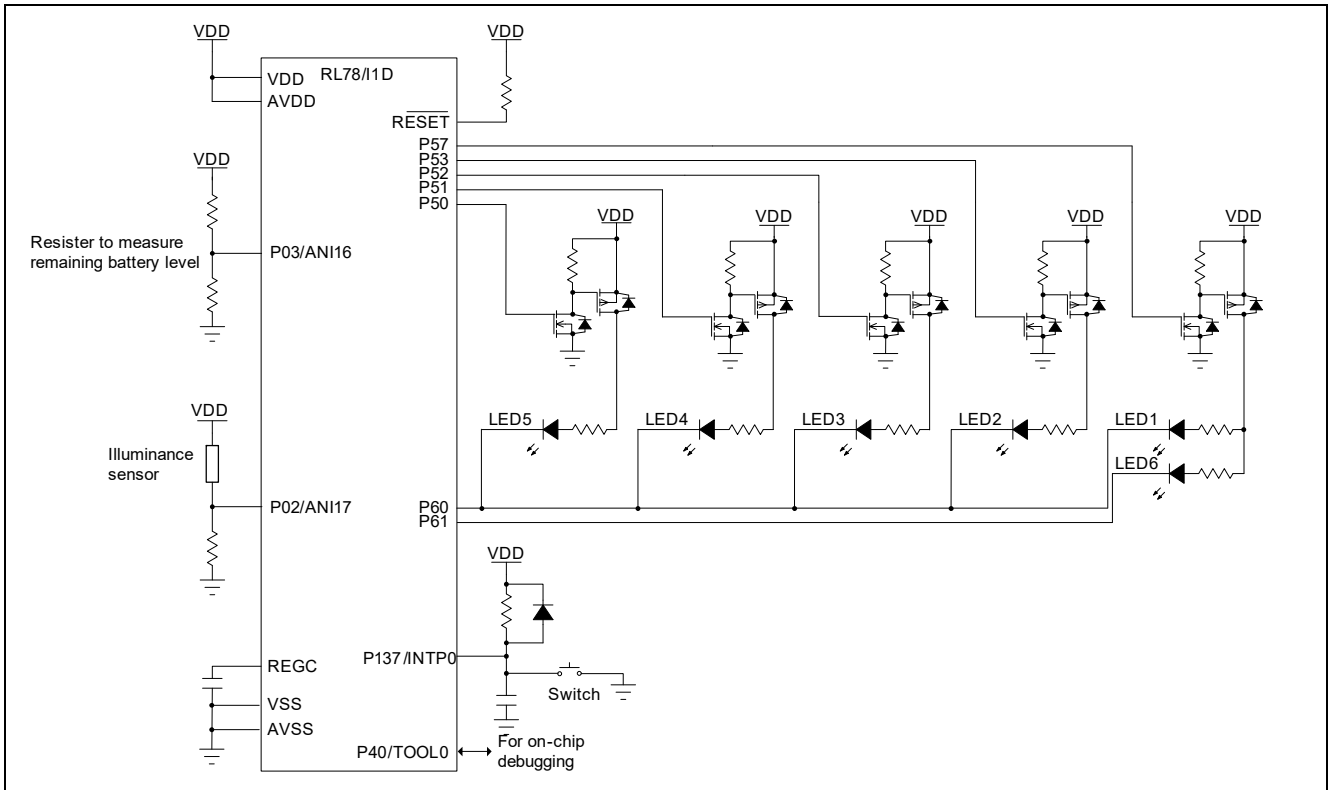 VDD
VDD
RL78/I1D
VDD
AVDD
RESET
P57
P53
P52
P51
P50
VDD
Resister to measure
remaining battery level
P03/ANI16
VDD
VDD
VDD
VDD
VDD
VDD
Illuminance
sensor
P02/ANI17
LED5
LED4
LED3
LED2
LED1
LED6
P60
P61
VDD
P137/INTP0
Switch
REGC
VSS
AVSS
P40/TOOL0
For on-chip
debugging